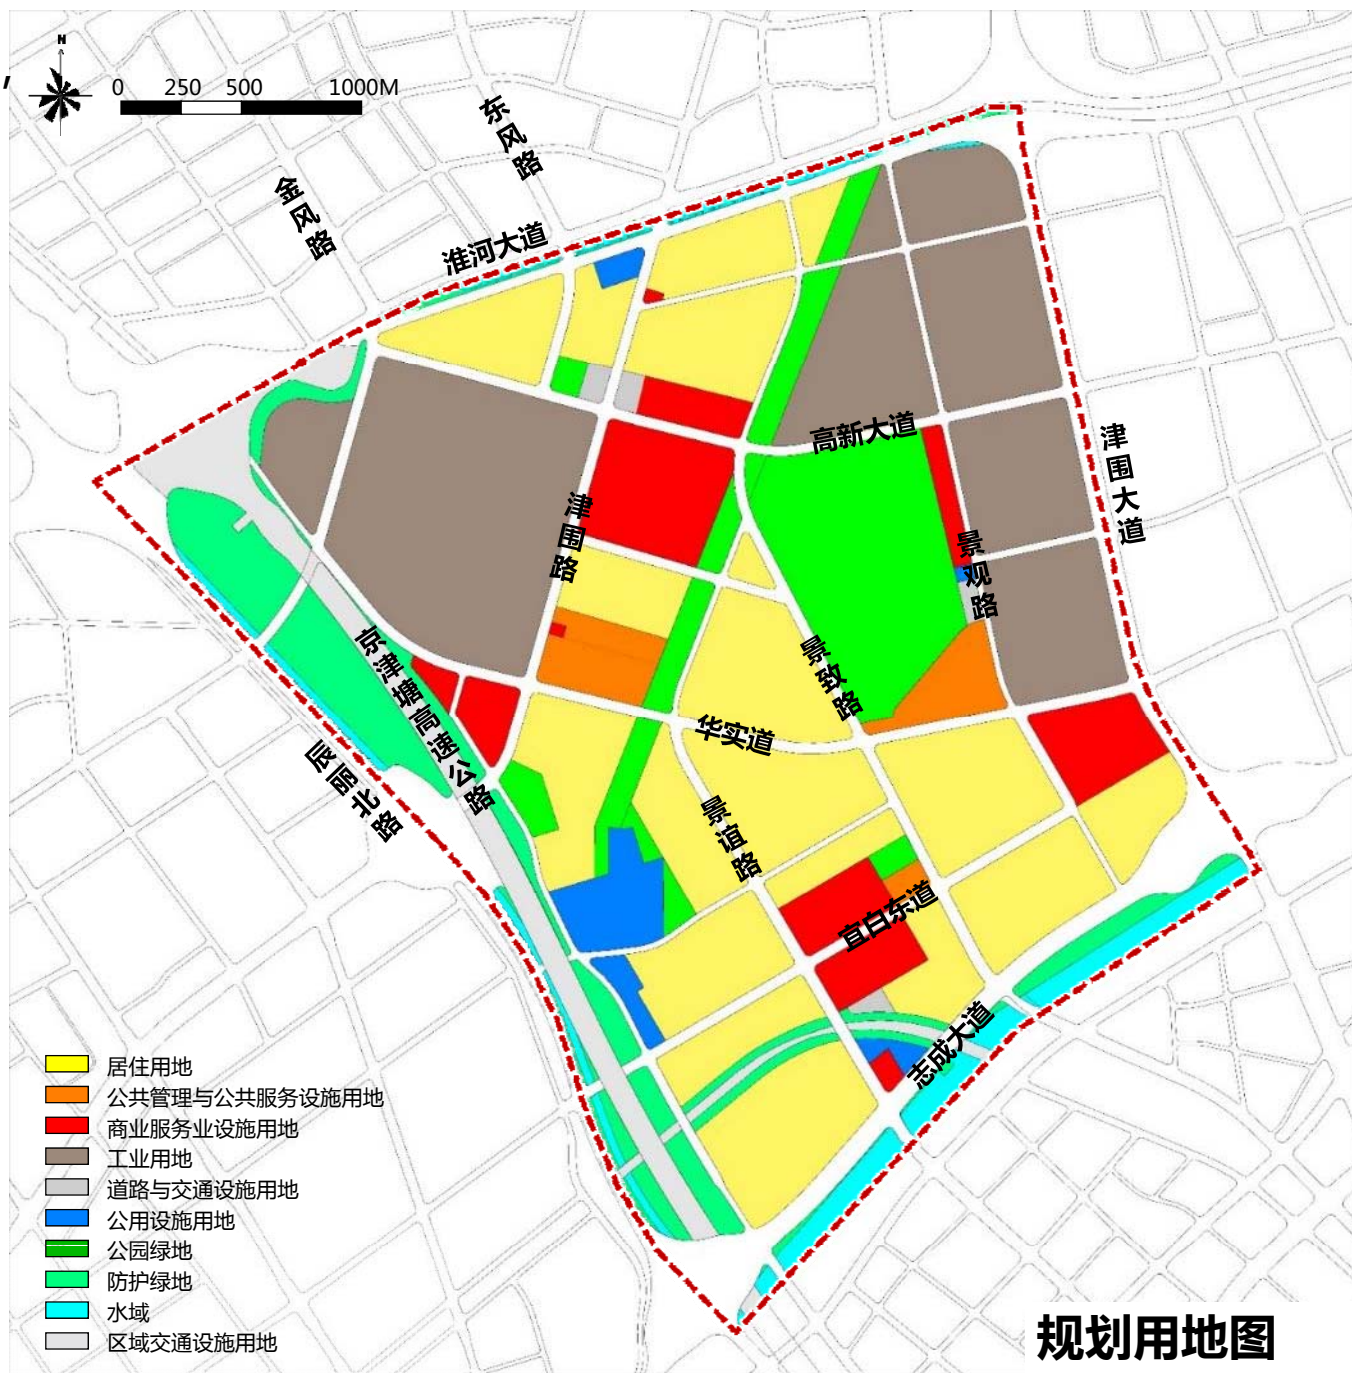 N
0 250 500 1000M
东风路
金风路
淮河大道
高新大道
津围大道
津围路
景观路
京津塘高速公路
景致路
华实道
辰丽北路
景谊路
宜白东道
志成大道
居住用地
公共管理与公共服务设施用地
商业服务业设施用地
工业用地
道路与交通设施用地
公用设施用地
公园绿地
防护绿地
水域
区域交通设施用地
规划用地图